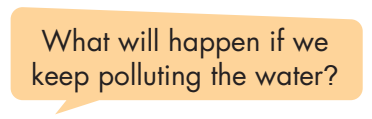 What will happen if we
keep polluting the water?